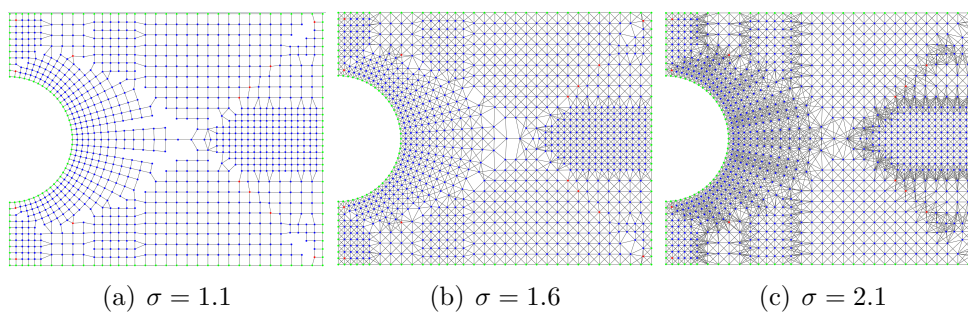 (a) σ = 1.1
(b) σ = 1.6
(c) σ = 2.1